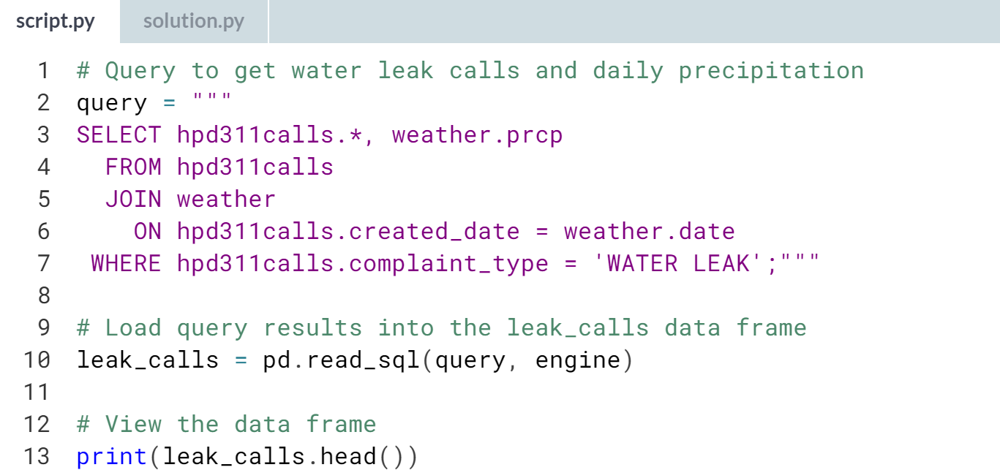 script.py solution.py
1 # Query to get water leak calls and daily precipitation
2 query = """
3 SELECT hpd311calls.*, weather.prcp
4   FROM hpd311calls
5   JOIN weather
6     ON hpd311calls.created_date = weather.date
7  WHERE hpd311calls.complaint_type = 'WATER LEAK';"""
8
9 # Load query results into the leak_calls data frame
10 leak_calls = pd.read_sql(query, engine)
11
12 # View the data frame
13 print(leak_calls.head())